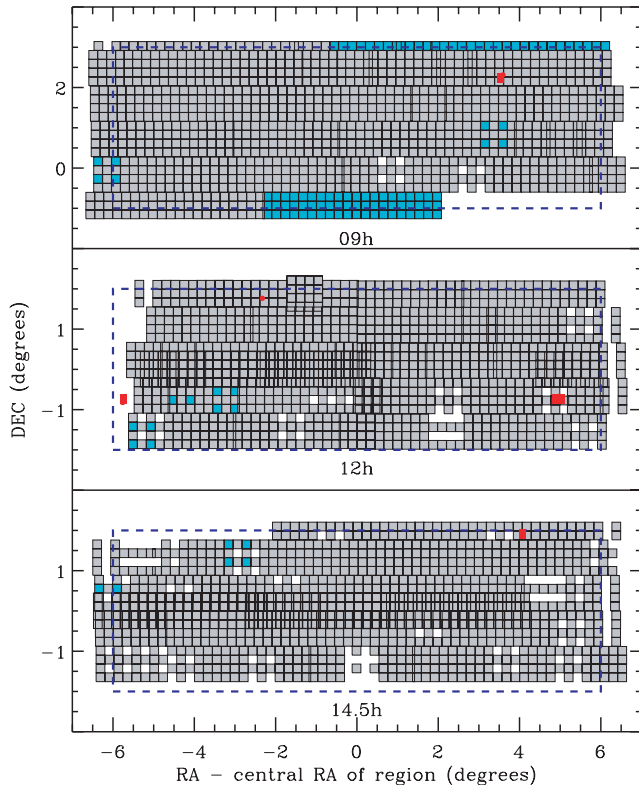 2
0
09h
1
−1
12h
DEC (degrees)
1
−1
14.5h
−6 −4 −2 0 2 4 6
RA − central RA of region (degrees)